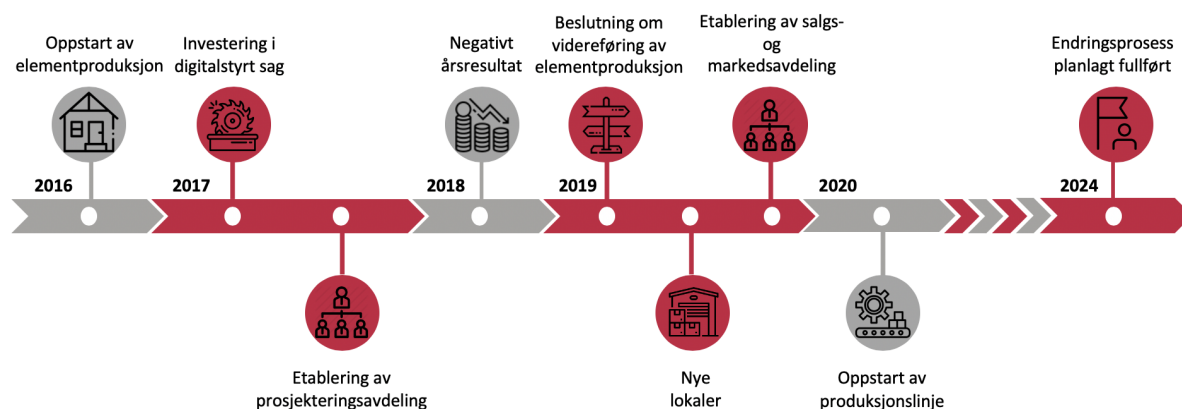 Oppstart av
elementproduksjon
Investering i
digitalstyrt sag
Negativt
årsresultat
Beslutning om
videreføring av
elementproduksjon
Etablering av salgs-
og
markedsavdeling
Endringsprosess
planlagt fullført
2016
2017
2018
2019
2020
2024
Etablering av
prosjekteringsavdeling
Nye
lokaler
Oppstart av
produksjonslinje